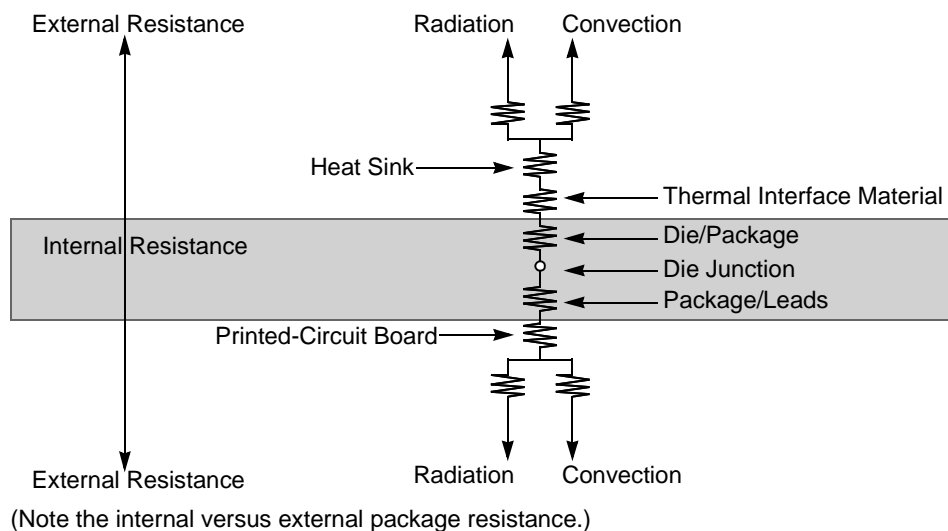 External Resistance
Radiation
Convection
Heat Sink
Thermal Interface Material
Internal Resistance
Die/Package
Die Junction
Package/Leads
Printed-Circuit Board
External Resistance
Radiation
Convection
(Note the internal versus external package resistance.)